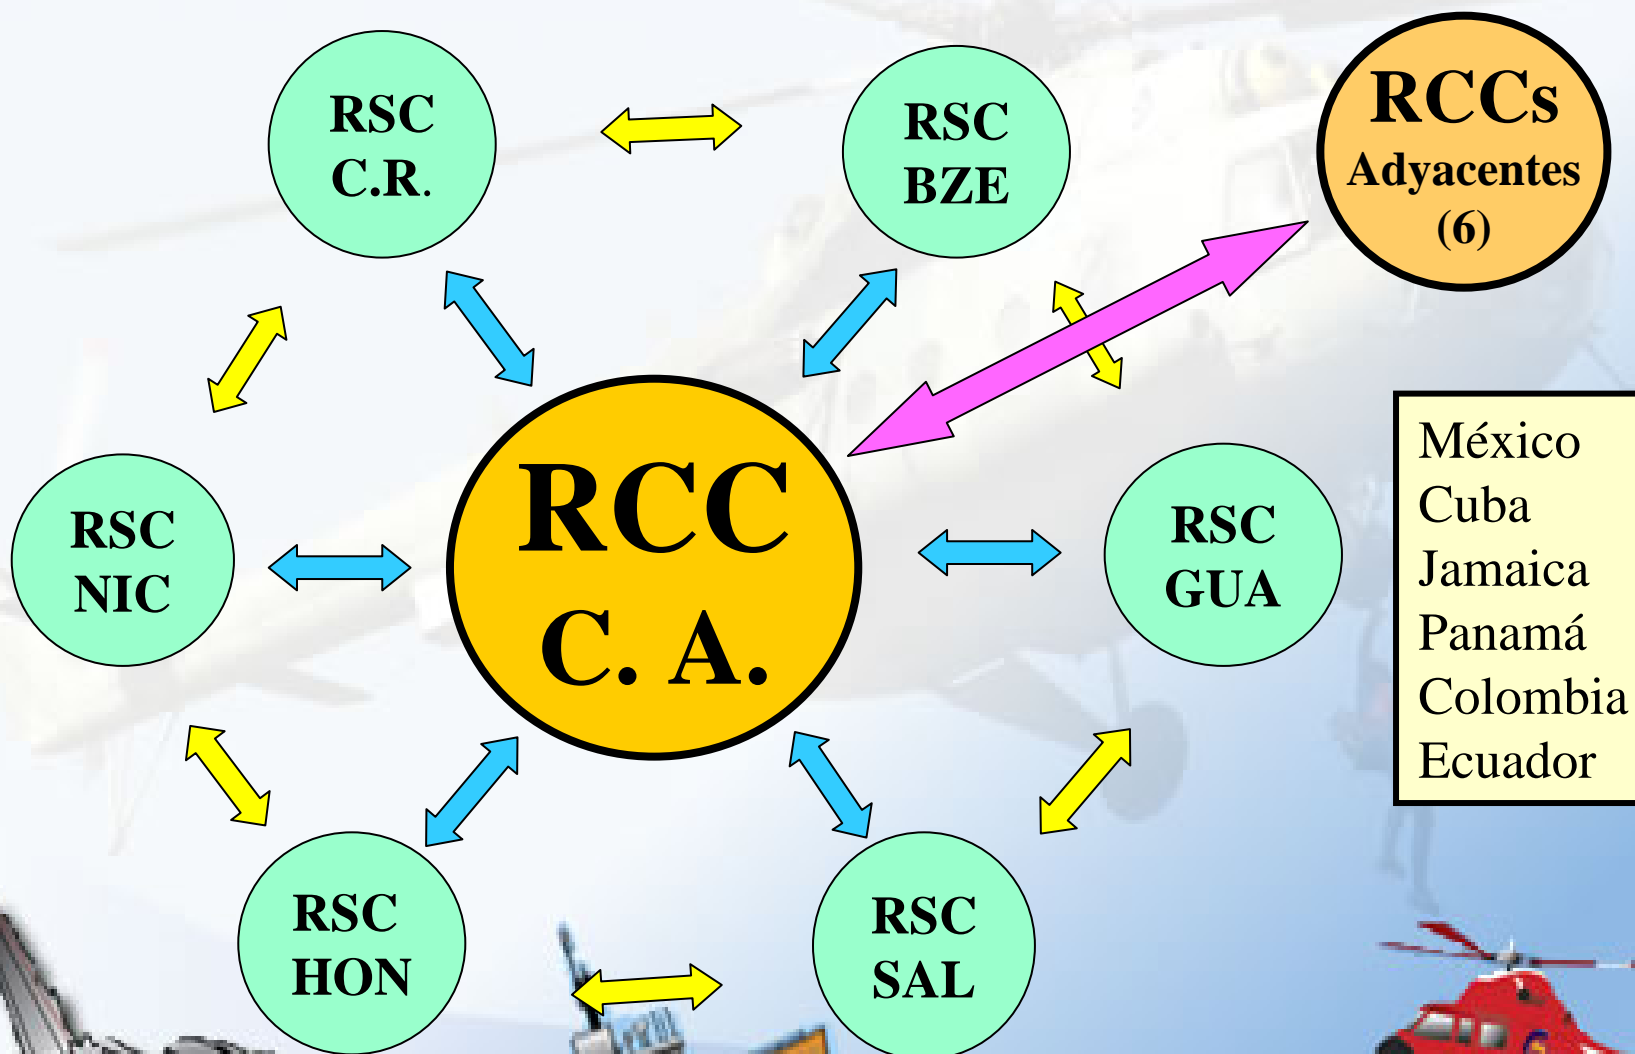 RSC
C.R.
RSC
BZE
RCCs
Adyacentes
(6)
RSC
NIC
RCC
C. A.
RSC
GUA
México
Cuba
Jamaica
Panamá
Colombia
Ecuador
RSC
HON
RSC
SAL